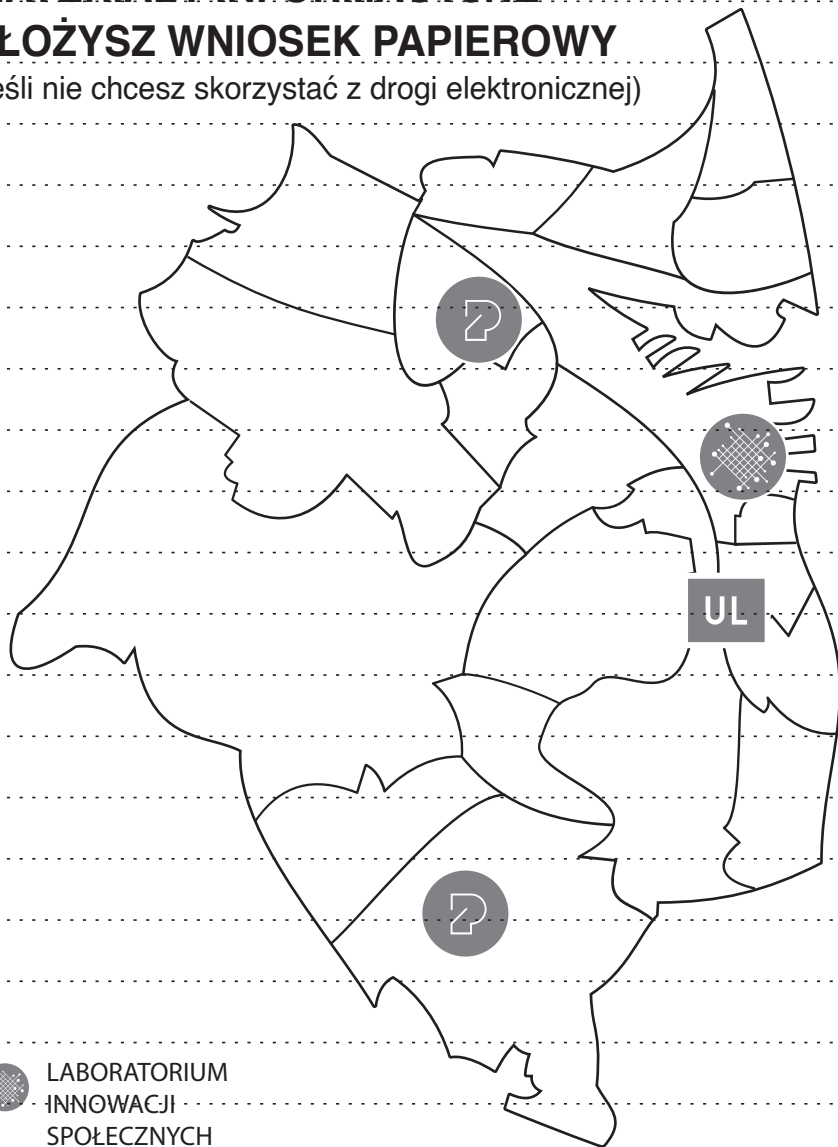 ŁOŻYSZ WNIOSEK PAPIEROWY
eśli nie chcesz skorzystać z drogi elektronicznej)
UL
LABORATORIUM
INNOWACJI
SPOŁECZNYCH